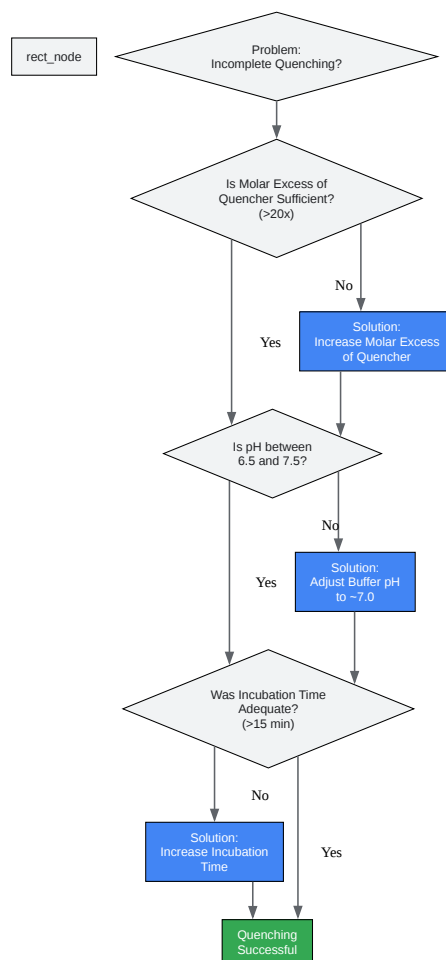 rect_node
Problem:
Incomplete Quenching?
Is Molar Excess of
Quencher Sufficient?
(>20x)
No
Solution:
Increase Molar Excess
of Quencher
Yes
Is pH between
6.5 and 7.5?
No
Solution:
Adjust Buffer pH
to ~7.0
Yes
Was Incubation Time
Adequate?
(>15 min)
No
Solution:
Increase Incubation
Time
Yes
Quenching
Successful